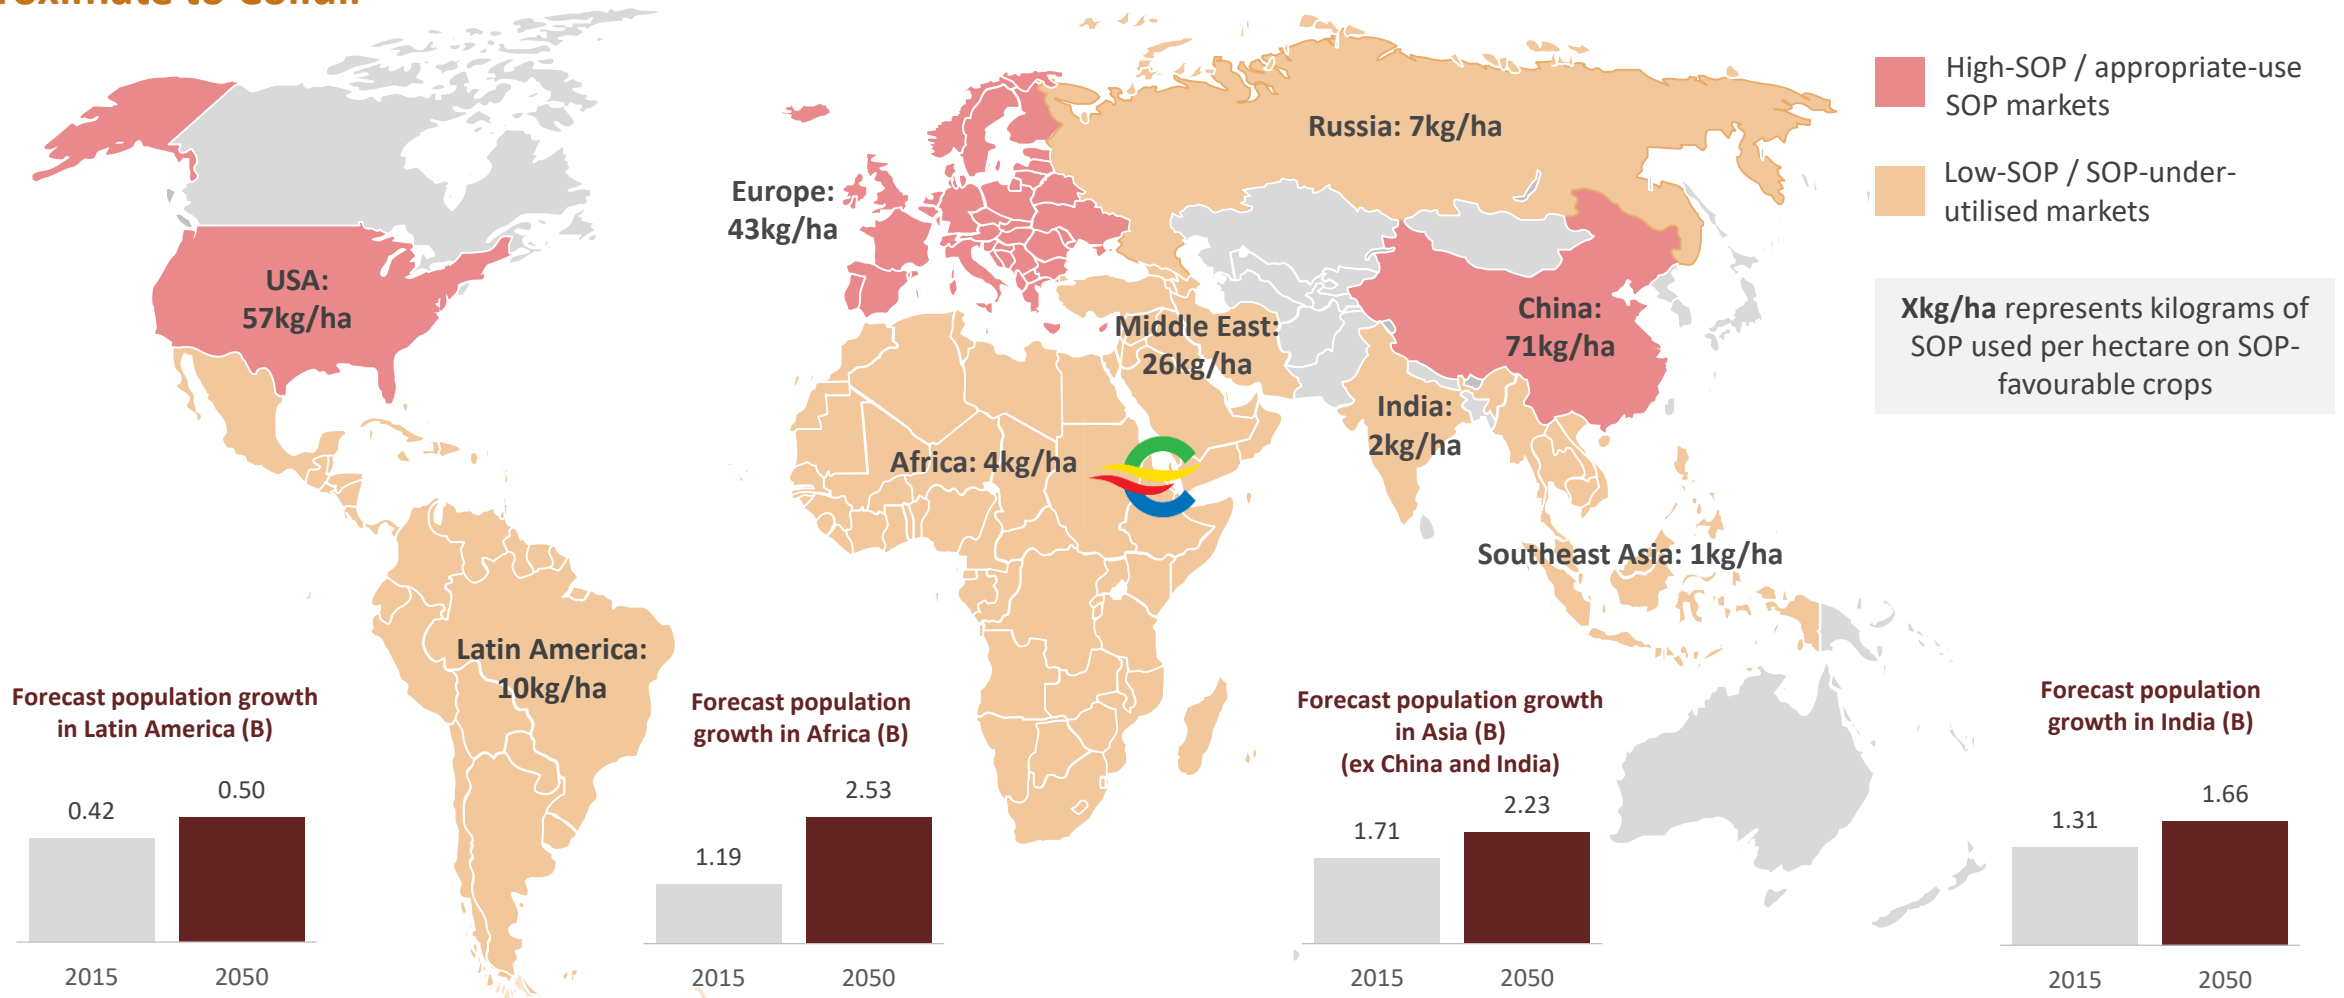 High-SOP / appropriate-use
SOP markets
Low-SOP / SOP-under-
utilised markets
Xkg/ha represents kilograms of
SOP used per hectare on SOP-
favourable crops
Russia: 7kg/ha
Europe:
43kg/ha
USA:
57kg/ha
China:
71kg/ha
Middle East:
26kg/ha
India:
2kg/ha
Africa: 4kg/ha
Southeast Asia: 1kg/ha
Latin America:
10kg/ha
Forecast population growth
in Latin America (B)
0.42
0.50
2015
2050
Forecast population
growth in Africa (B)
1.19
2.53
2015
2050
Forecast population growth
in Asia (B)
(ex China and India)
1.71
2.23
2015
2050
Forecast population
growth in India (B)
1.31
1.66
2015
2050